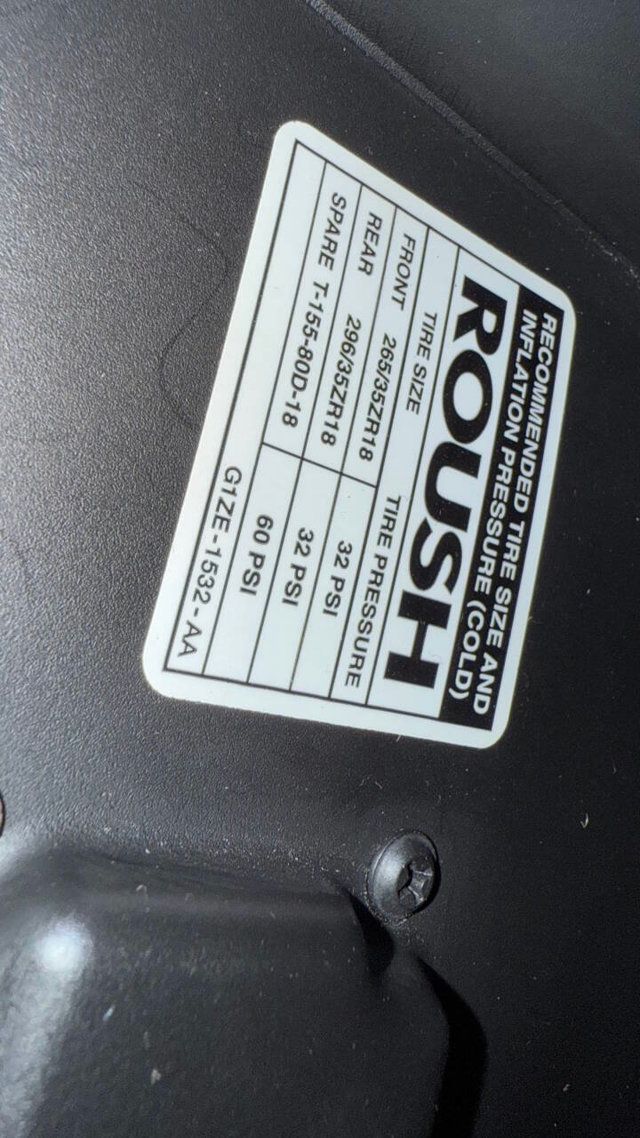 RECOMMENDED TIRE SIZE AND
INFLATION PRESSURE (COLD)
ROUSH
TIRE SIZE TIRE PRESSURE
FRONT 265/35ZR18 32 PSI
REAR 296/35ZR18 32 PSI
SPARE T-155-80D-18 60 PSI
G1ZE-1532-AA